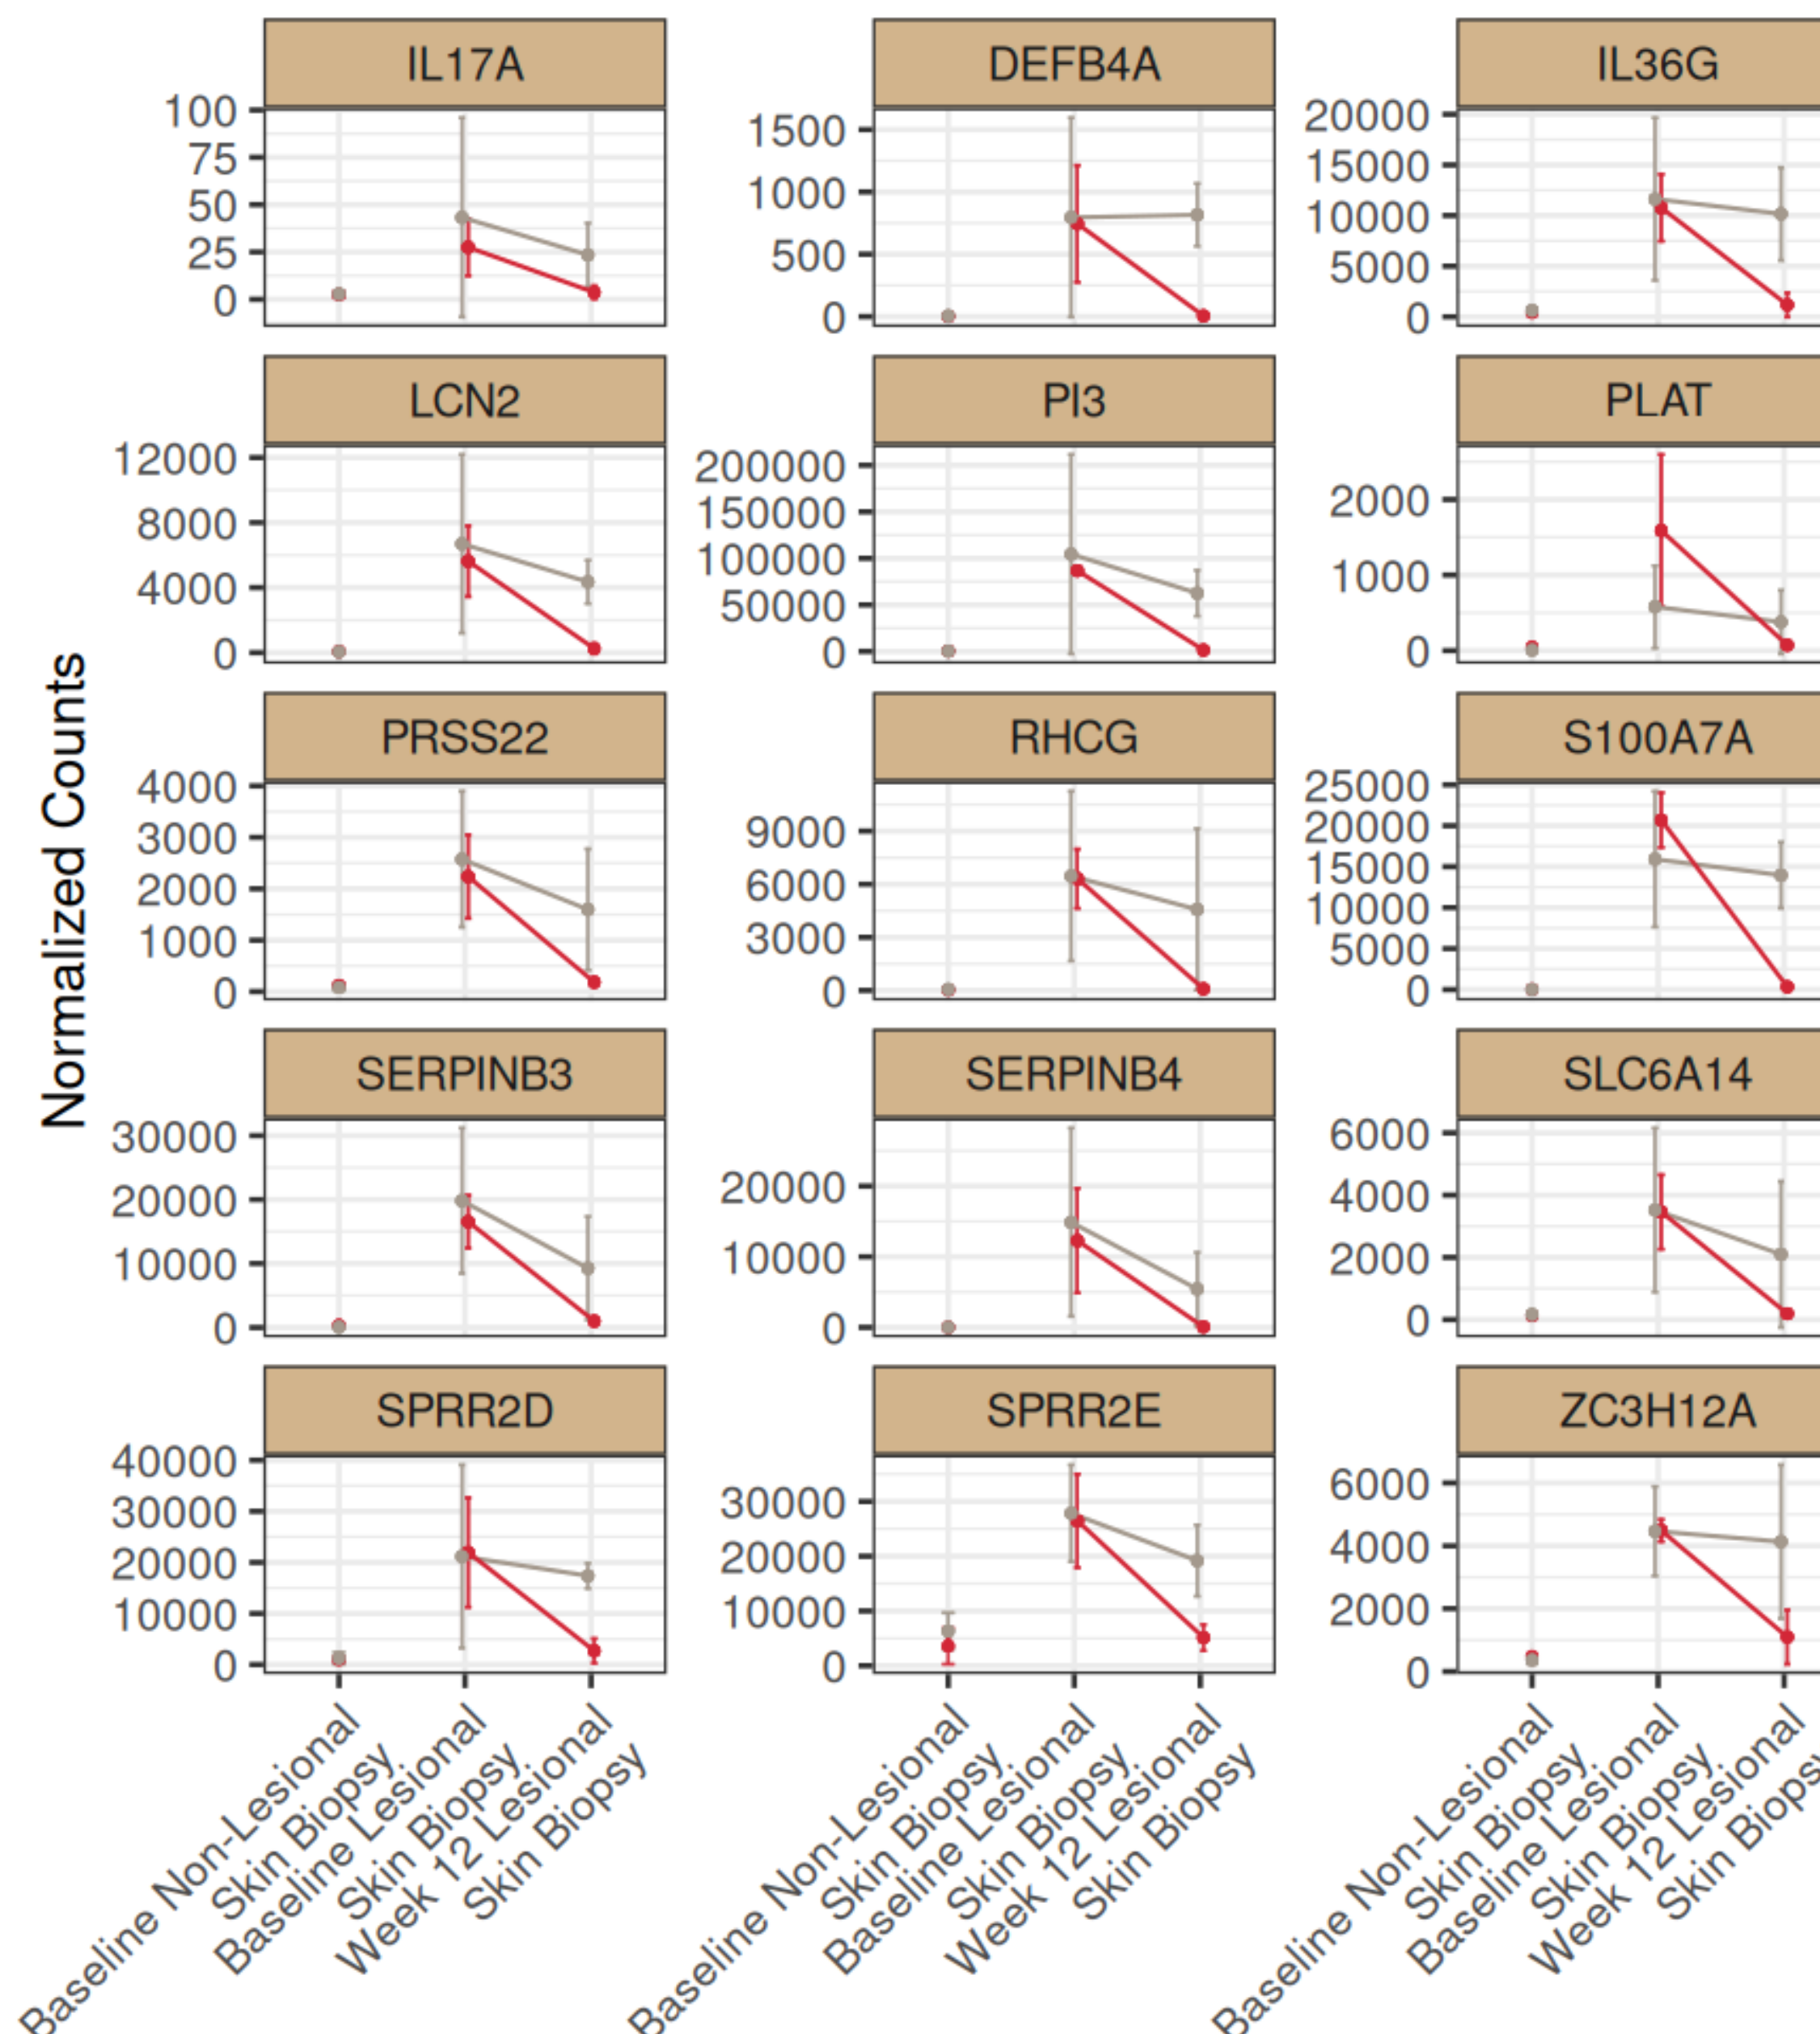 IL17A
DEFB4A
IL36G
100
75
50
25
0
1500
1000
500
0
20000
15000
10000
5000
0
LCN2
PI3
PLAT
12000
8000
4000
0
200000
150000
100000
50000
0
2000
1000
0
Normalized Counts
PRSS22
RHCG
S100A7A
4000
3000
2000
1000
0
9000
6000
3000
0
25000
20000
15000
10000
5000
0
SERPINB3
SERPINB4
SLC6A14
30000
20000
10000
0
20000
10000
0
6000
4000
2000
0
SPRR2D
SPRR2E
ZC3H12A
40000
30000
20000
10000
0
30000
20000
10000
0
6000
4000
2000
0
Baseline Non-Lesional
Skin Biopsy
Baseline Lesional
Skin Biopsy
Week 12 Lesional
Skin Biopsy
Baseline Non-Lesional
Skin Biopsy
Baseline Lesional
Skin Biopsy
Week 12 Lesional
Skin Biopsy
Baseline Non-Lesional
Skin Biopsy
Baseline Lesional
Skin Biopsy
Week 12 Lesional
Skin Biopsy